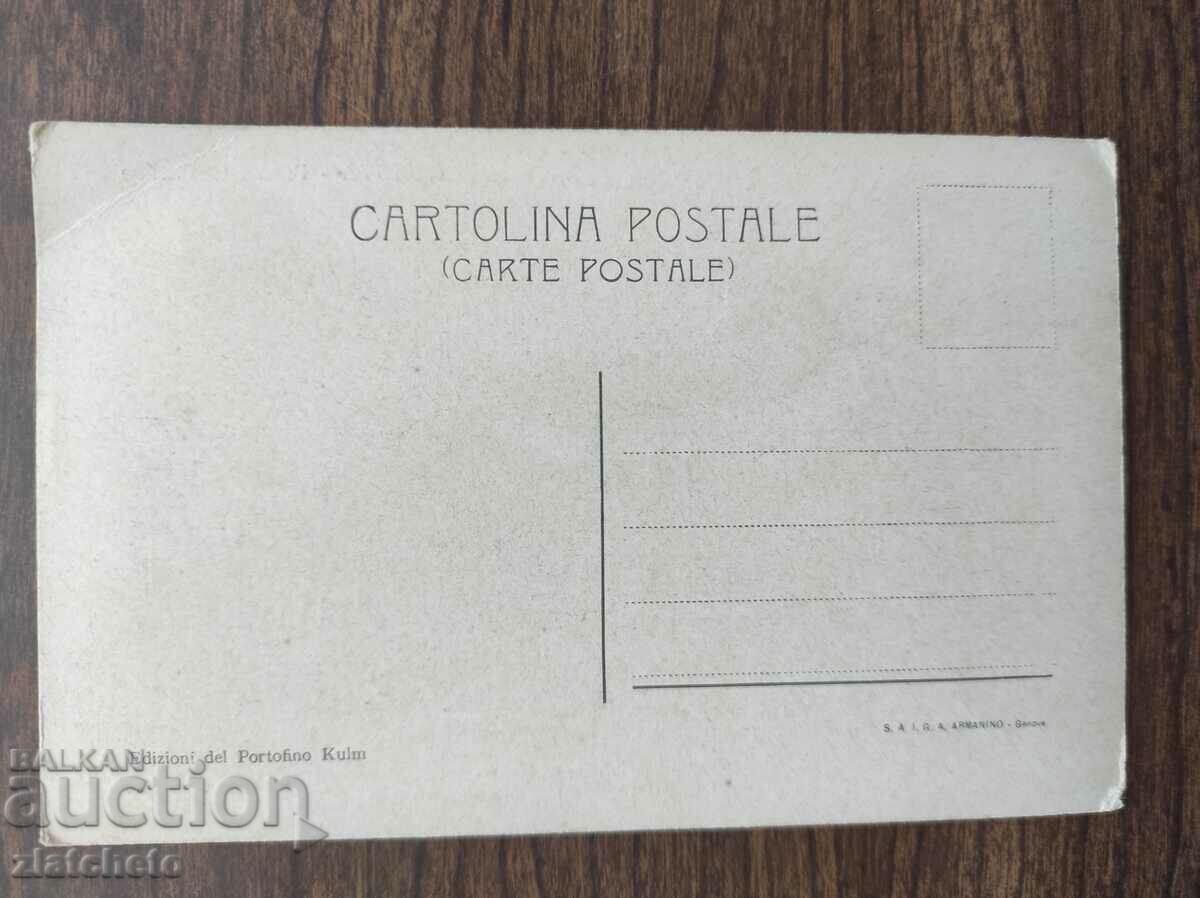 CARTOLINA POSTALE
(CARTE POSTALE)
S. A. I. G. A. ARMANINO - Genova
Edizioni del Portofino Kulm
BALKAN
auction
zlatcheto